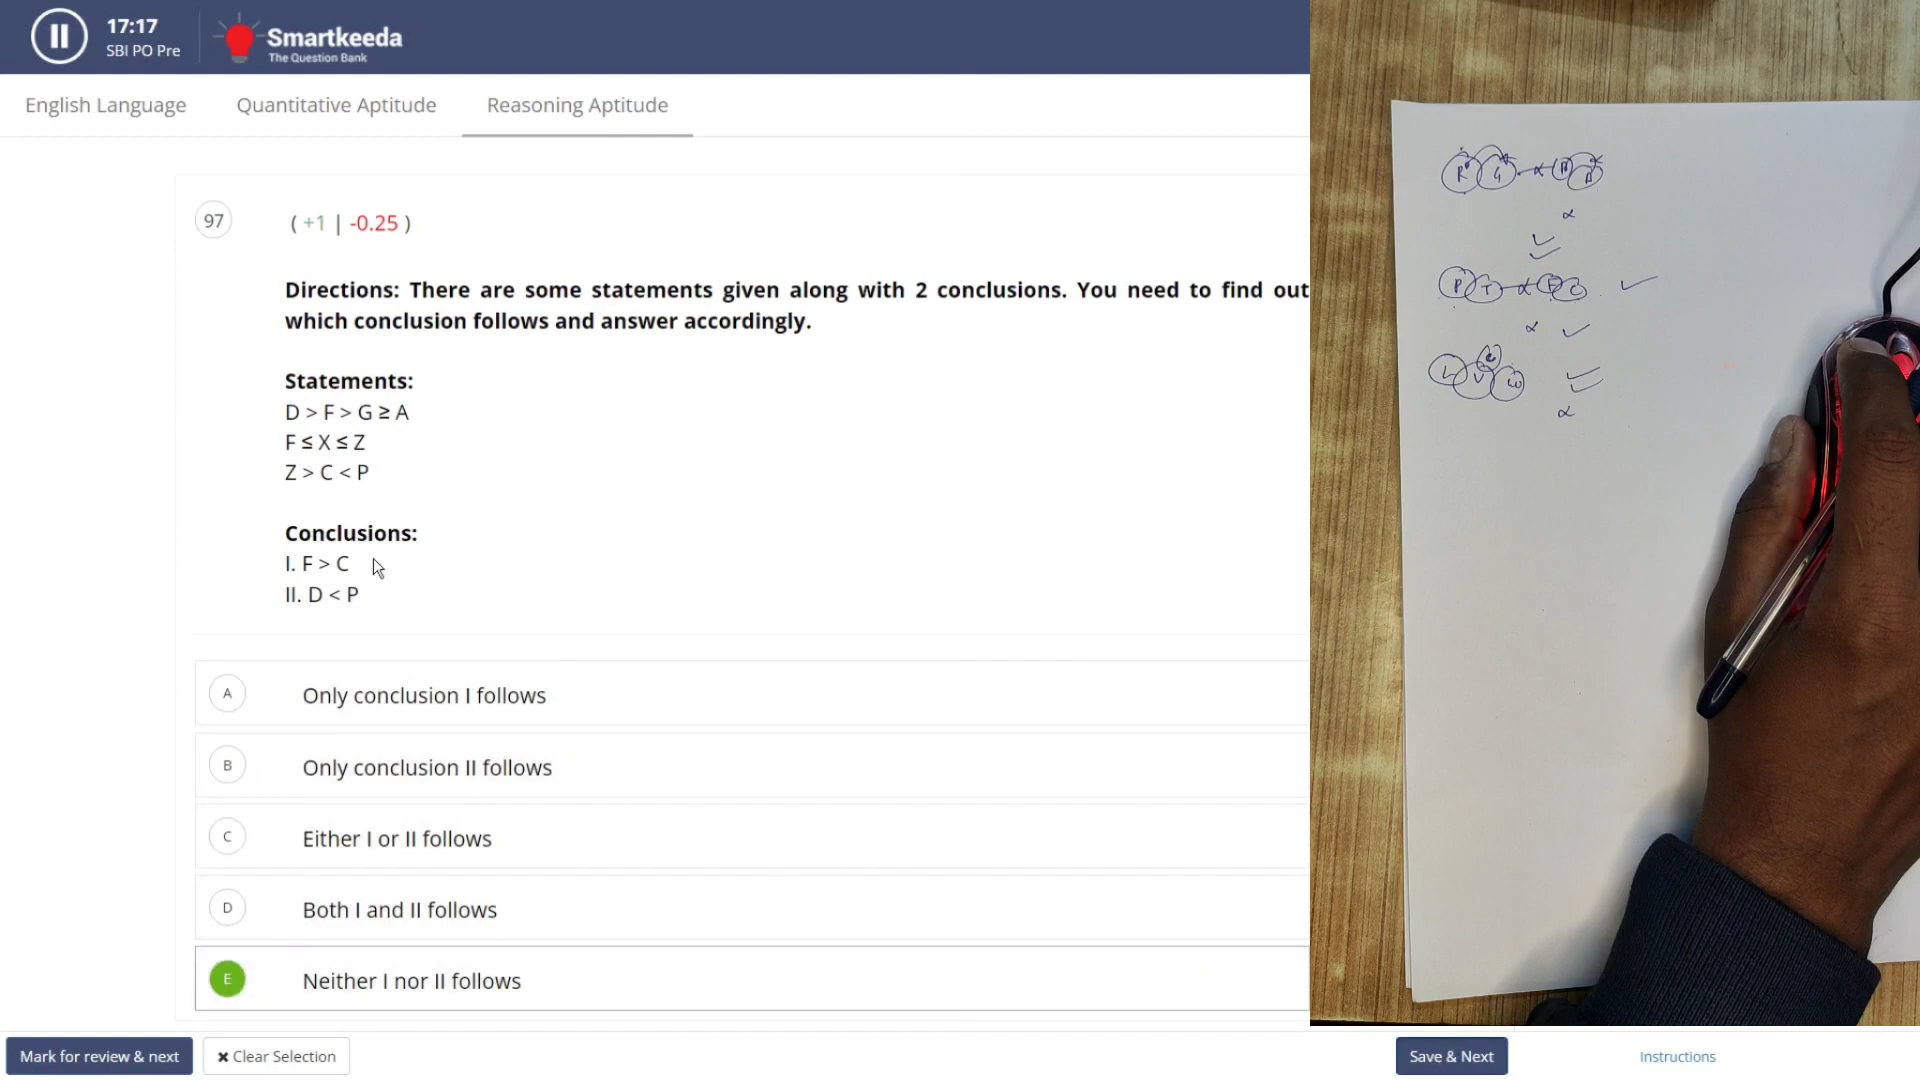 17:17
SBI PO Pre
Smartkeeda
The Question Bank
English Language
Quantitative Aptitude
Reasoning Aptitude
97
( +1 | -0.25 )
Directions: There are some statements given along with 2 conclusions. You need to find out
which conclusion follows and answer accordingly.
Statements:
D > F > G ≥ A
F ≤ X ≤ Z
Z > C < P
Conclusions:
I. F > C
II. D < P
A Only conclusion I follows
B Only conclusion II follows
C Either I or II follows
D Both I and II follows
E Neither I nor II follows
Mark for review & next
✖ Clear Selection
Save & Next
Instructions
R G
P T
L V